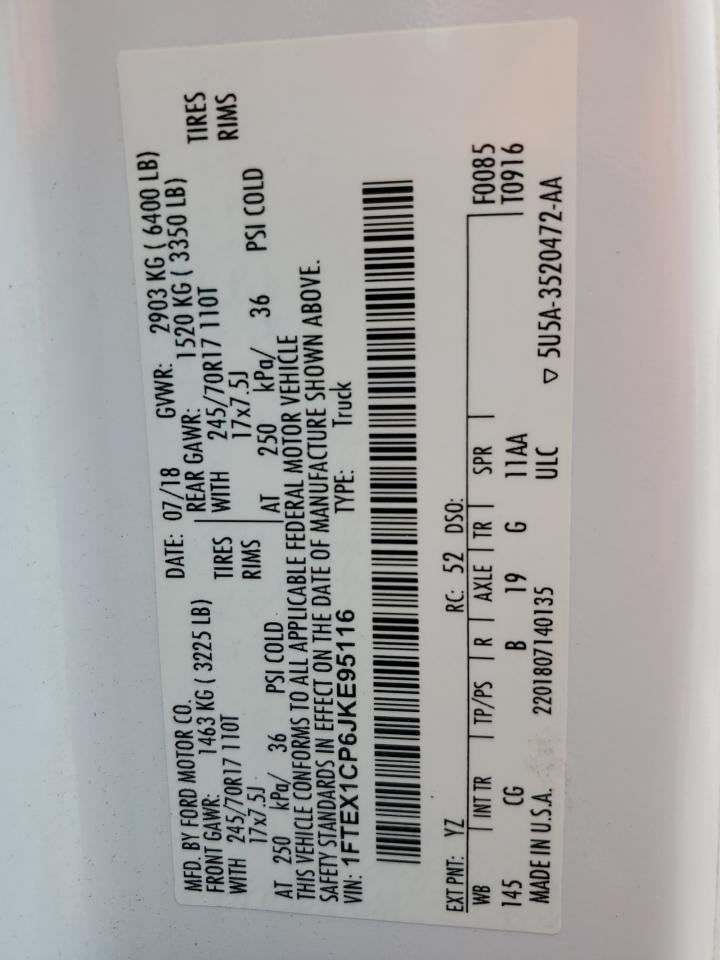 MFD. BY FORD MOTOR CO.
DATE: 07/18 GVWR: 2903 KG ( 6400 LB)
FRONT GAWR: 1463 KG ( 3225 LB) REAR GAWR: 1520 KG ( 3350 LB)
WITH 245/70R17 110T TIRES WITH 245/70R17 110T TIRES
17x7.5J RIMS 17x7.5J RIMS
AT 250 kPa/ 36 PSI COLD AT 250 kPa/ 36 PSI COLD
THIS VEHICLE CONFORMS TO ALL APPLICABLE FEDERAL MOTOR VEHICLE
SAFETY STANDARDS IN EFFECT ON THE DATE OF MANUFACTURE SHOWN ABOVE.
VIN: 1FTEX1CP6JKE95116 TYPE: Truck
EXT PNT: YZ RC: 52 DSO:
WB INT TR TP/PS R AXLE TR SPR F0085
145 CG B 19 G 11AA T0916
MADE IN U.S.A. 2201807140135 ULC ▽ 5U5A-3520472-AA